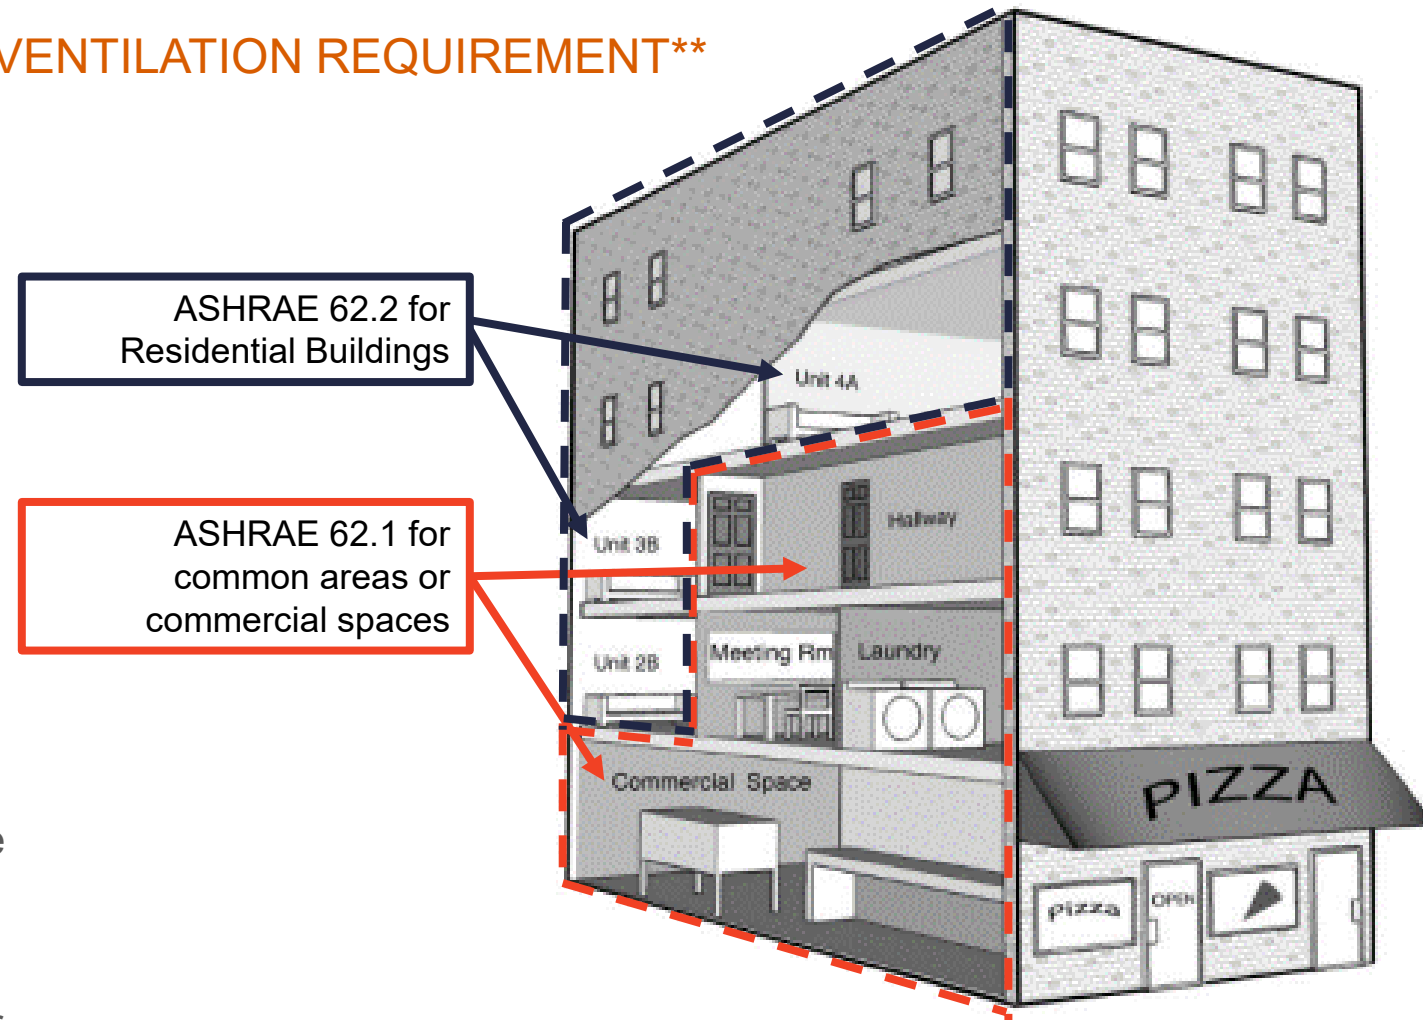 VENTILATION REQUIREMENT**
ASHRAE 62.2 for
Residential Buildings
Unit 4A
ASHRAE 62.1 for
common areas or
commercial spaces
Unit 3B
Hallway
Unit 2B
Meeting Rm
Laundry
Commercial Space
PIZZA
e
Pizza
OPEN